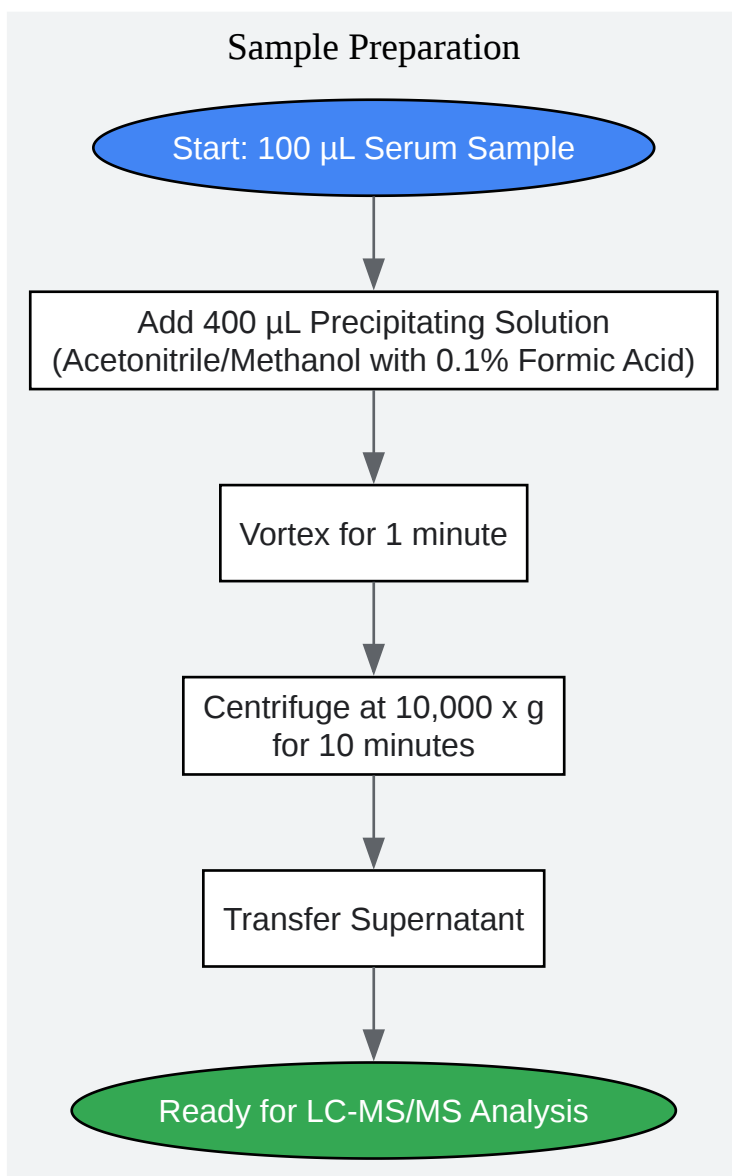 Sample Preparation
Start: 100 µL Serum Sample
Add 400 µL Precipitating Solution
(Acetonitrile/Methanol with 0.1% Formic Acid)
Vortex for 1 minute
Centrifuge at 10,000 x g
for 10 minutes
Transfer Supernatant
Ready for LC-MS/MS Analysis